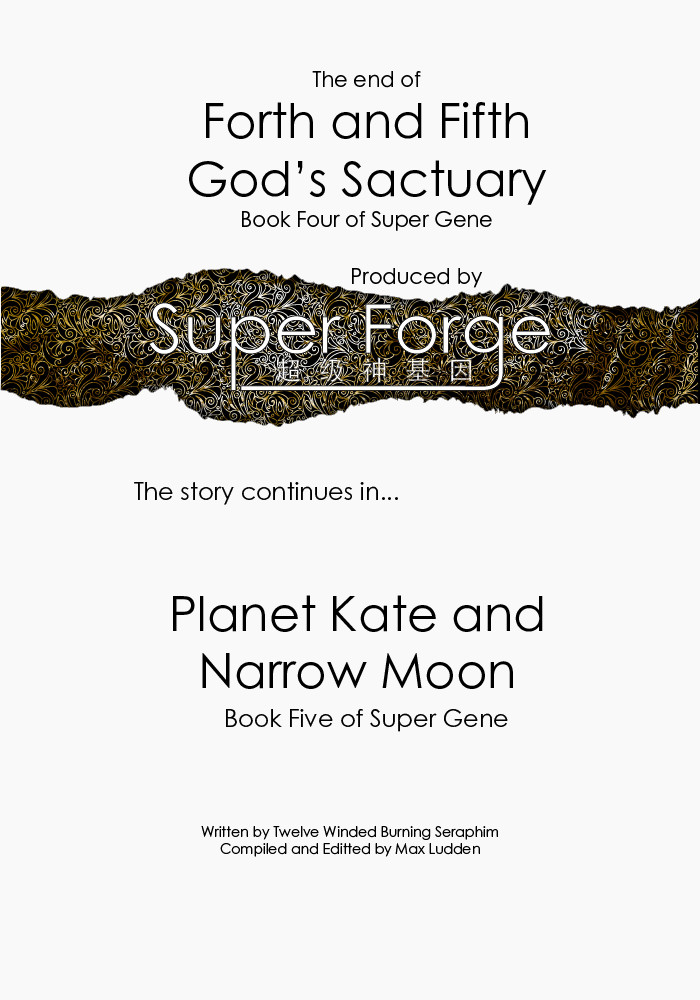 The end of
Forth and Fifth
God’s Sactuary
Book Four of Super Gene
Produced by
Super Forge
超级神基因
The story continues in...
Planet Kate and
Narrow Moon
Book Five of Super Gene
Written by Twelve Winded Burning Seraphim
Compiled and Editted by Max Ludden